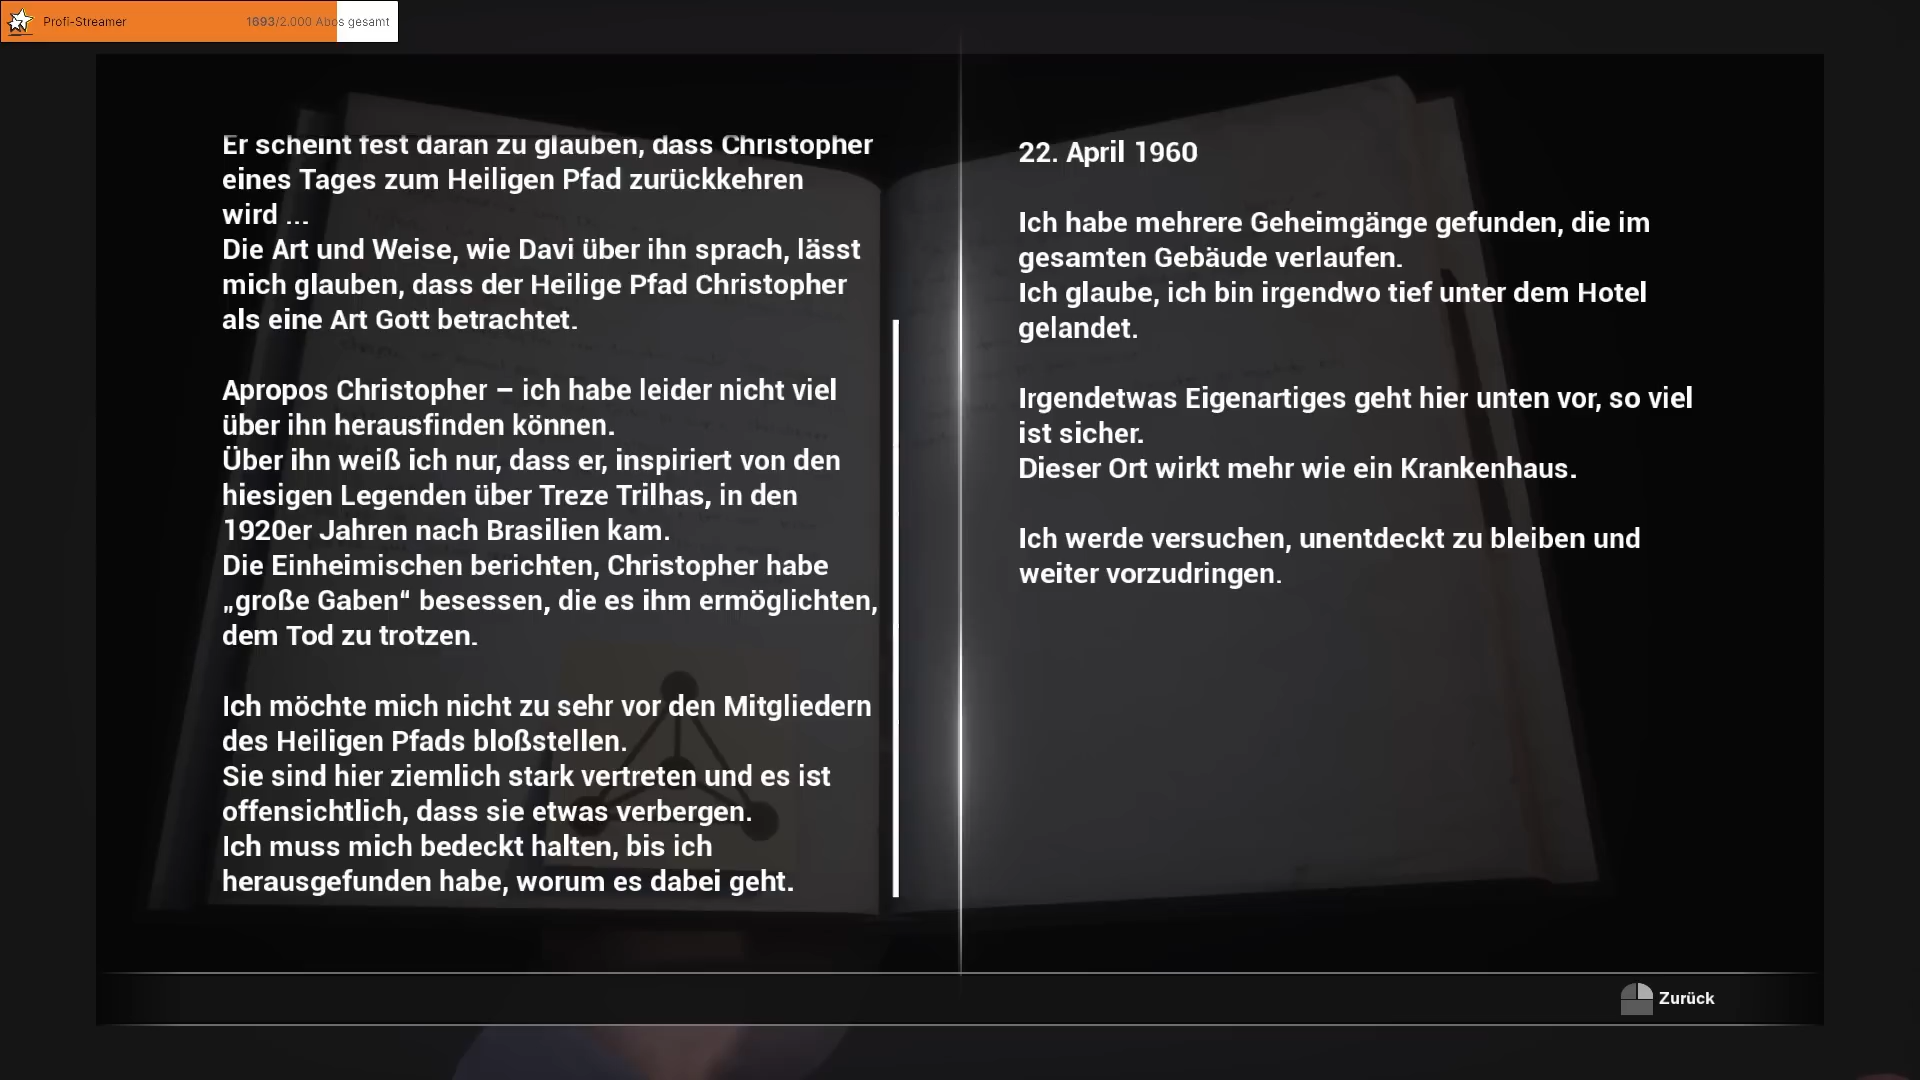 Profi-Streamer
1693/2.000 Abos gesamt
Er scheint fest daran zu glauben, dass Christopher
eines Tages zum Heiligen Pfad zurückkehren
wird ...
Die Art und Weise, wie Davi über ihn sprach, lässt
mich glauben, dass der Heilige Pfad Christopher
als eine Art Gott betrachtet.
Apropos Christopher – ich habe leider nicht viel
über ihn herausfinden können.
Über ihn weiß ich nur, dass er, inspiriert von den
hiesigen Legenden über Treze Trilhas, in den
1920er Jahren nach Brasilien kam.
Die Einheimischen berichten, Christopher habe
„große Gaben“ besessen, die es ihm ermöglichten,
dem Tod zu trotzen.
Ich möchte mich nicht zu sehr vor den Mitgliedern
des Heiligen Pfads bloßstellen.
Sie sind hier ziemlich stark vertreten und es ist
offensichtlich, dass sie etwas verbergen.
Ich muss mich bedeckt halten, bis ich
herausgefunden habe, worum es dabei geht.
22. April 1960
Ich habe mehrere Geheimgänge gefunden, die im
gesamten Gebäude verlaufen.
Ich glaube, ich bin irgendwo tief unter dem Hotel
gelandet.
Irgendetwas Eigenartiges geht hier unten vor, so viel
ist sicher.
Dieser Ort wirkt mehr wie ein Krankenhaus.
Ich werde versuchen, unentdeckt zu bleiben und
weiter vorzudringen.
Zurück